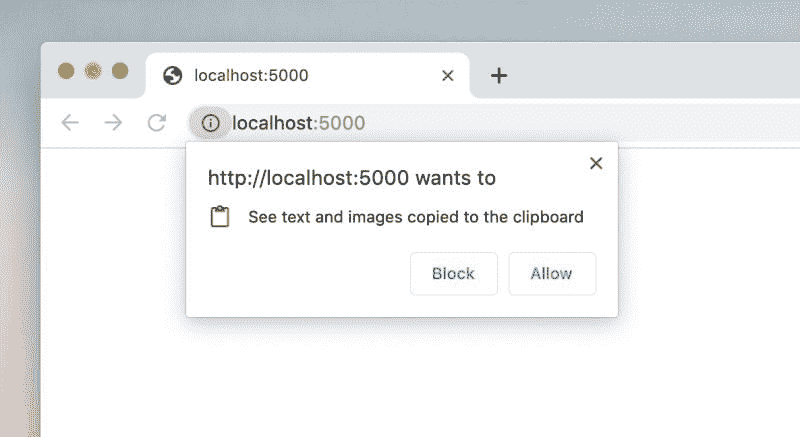 localhost:5000
localhost:5000
http://localhost:5000 wants to
See text and images copied to the clipboard
Block Allow